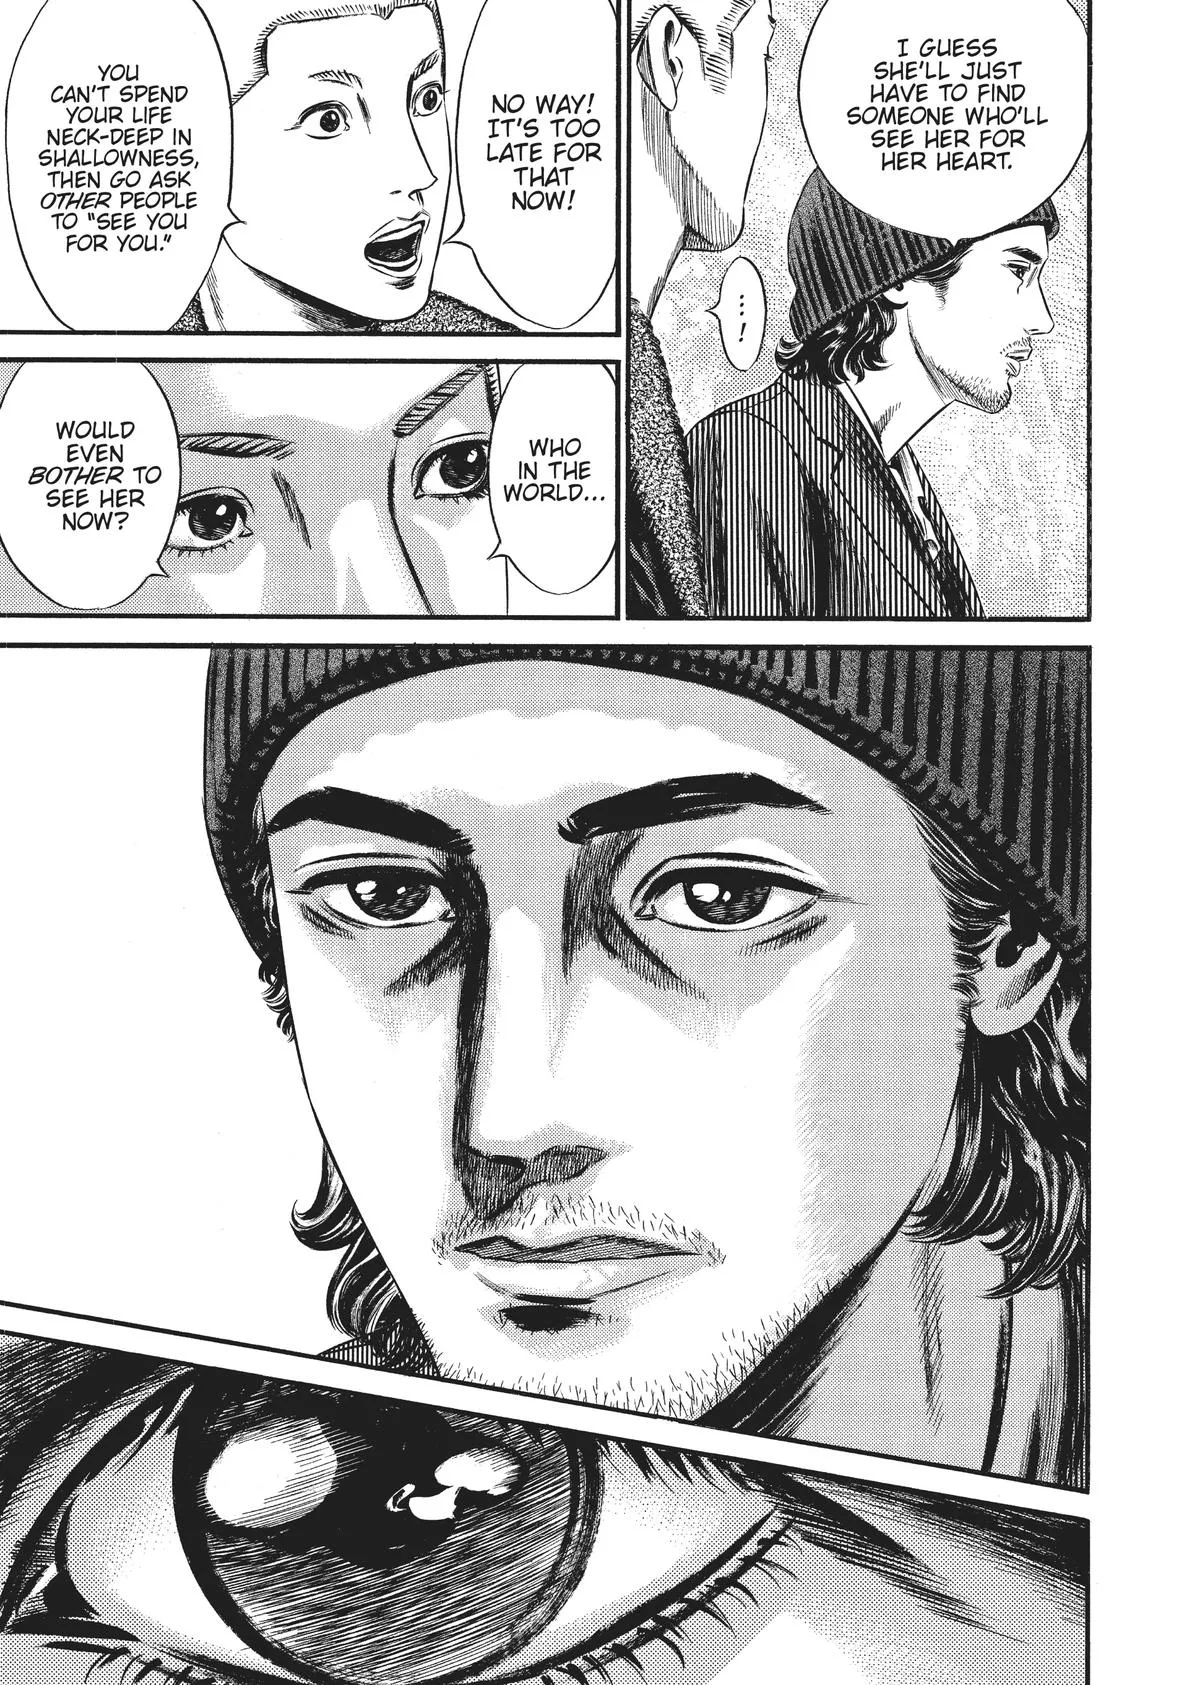 I GUESS
SHE'LL JUST
HAVE TO FIND
SOMEONE WHO'LL
SEE HER FOR
HER HEART.
...!
NO WAY!
IT'S TOO
LATE FOR
THAT
NOW!
YOU
CAN'T SPEND
YOUR LIFE
NECK-DEEP IN
SHALLOWNESS,
THEN GO ASK
OTHER PEOPLE
TO "SEE YOU
FOR YOU."
WHO
IN THE
WORLD...
WOULD
EVEN
BOTHER TO
SEE HER
NOW?